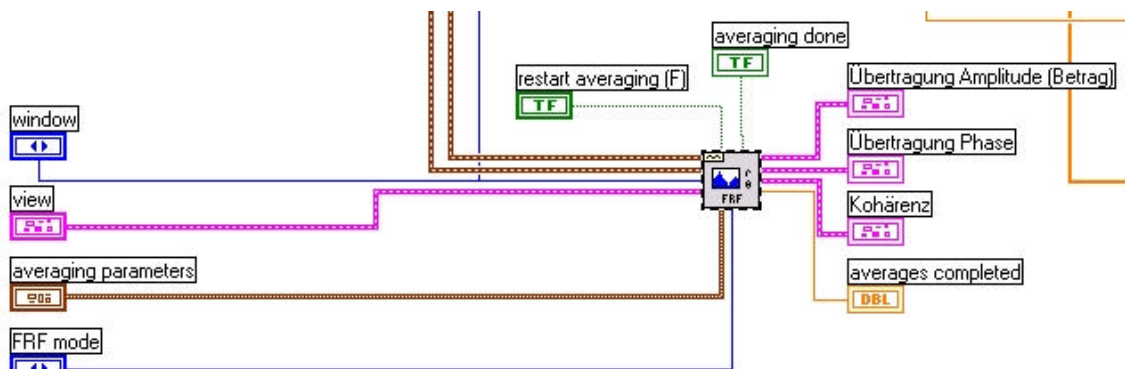 averaging done
TF
restart averaging (F)
TF
Übertragung Amplitude (Betrag)
window
Übertragung Phase
view
FRF
Kohärenz
averaging parameters
averages completed
DBL
FRF mode